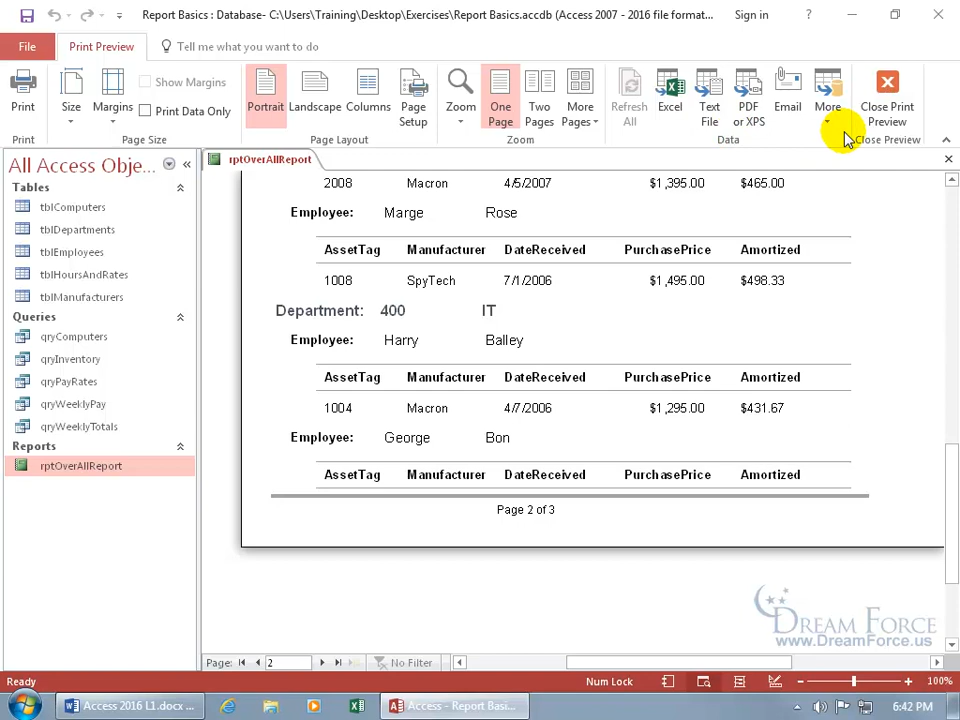 Report Basics : Database- C:\Users\Training\Desktop\Exercises\Report Basics.accdb (Access 2007 - 2016 file format...
Sign in
?
File
Print Preview
Tell me what you want to do
Print
Size
Margins
Show Margins
Print Data Only
Portrait
Landscape
Columns
Page Setup
Zoom
One Page
Two Pages
More Pages
Refresh All
Excel
Text File
PDF or XPS
Email
More
Close Print Preview
Print
Page Size
Page Layout
Zoom
Data
Close Preview
All Access Obje...
Tables
tblComputers
tblDepartments
tblEmployees
tblHoursAndRates
tblManufacturers
Queries
qryComputers
qryInventory
qryPayRates
qryWeeklyPay
qryWeeklyTotals
Reports
rptOverAllReport
rptOverAllReport
2008 Macron 4/5/2007 $1,395.00 $465.00
Employee: Marge Rose
AssetTag Manufacturer DateReceived PurchasePrice Amortized
1008 SpyTech 7/1/2006 $1,495.00 $498.33
Department: 400 IT
Employee: Harry Balley
AssetTag Manufacturer DateReceived PurchasePrice Amortized
1004 Macron 4/7/2006 $1,295.00 $431.67
Employee: George Bon
AssetTag Manufacturer DateReceived PurchasePrice Amortized
Page 2 of 3
DREAM FORCE
www.DreamForce.us
Page: 2 No Filter
Ready
Num Lock
100%
Access 2016 L1.docx ...
Access - Report Basi...
6:42 PM